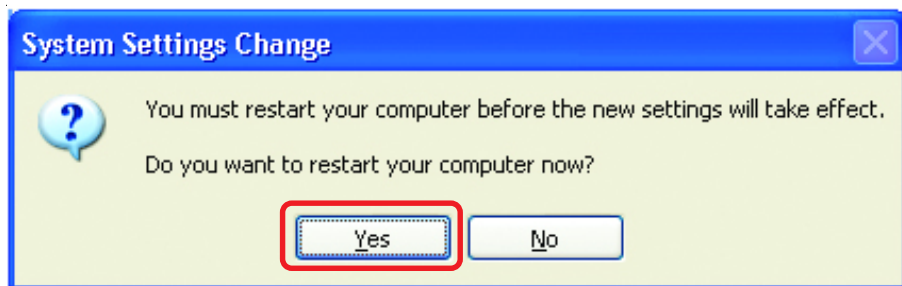 System Settings Change
You must restart your computer before the new settings will take effect.
Do you want to restart your computer now?
Yes No